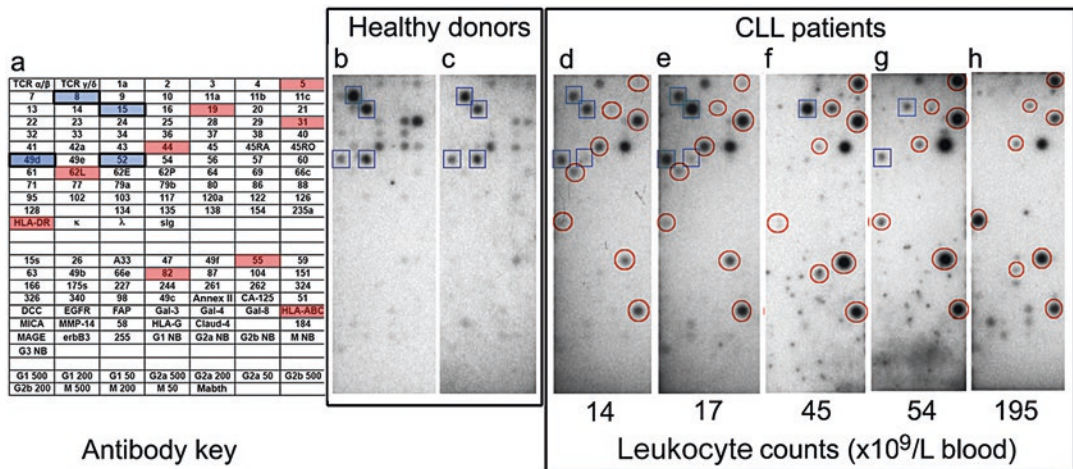 Healthy donors
CLL patients
a
b
c
d
e
f
g
h
TCR α/β TCR γ/δ 1a 2 3 4 5
7 8 9 10 11a 11b 11c
13 14 15 16 19 20 21
22 23 24 25 28 29 31
32 33 34 36 37 38 40
41 42a 43 44 45 45RA 45RO
49d 49e 52 54 56 57 60
61 62L 62E 62P 64 69 66c
71 77 79a 79b 80 86 88
95 102 103 117 120a 122 126
128 134 135 138 154 235a
HLA-DR κ λ sIg
15s 26 A33 47 49f 55 59
63 49b 66e 82 87 104 151
166 175s 227 244 261 262 324
326 340 98 49c Annex II CA-125 51
DCC EGFR FAP Gal-3 Gal-4 Gal-8 HLA-ABC
MICA MMP-14 58 HLA-G Claud-4 184
MAGE erbB3 255 G1 NB G2a NB G2b NB M NB
G3 NB
G1 500 G1 200 G1 50 G2a 500 G2a 200 G2a 50 G2b 500
G2b 200 M 500 M 200 M 50 Mabth
14
17
45
54
195
Antibody key
Leukocyte counts (x10⁹/L blood)